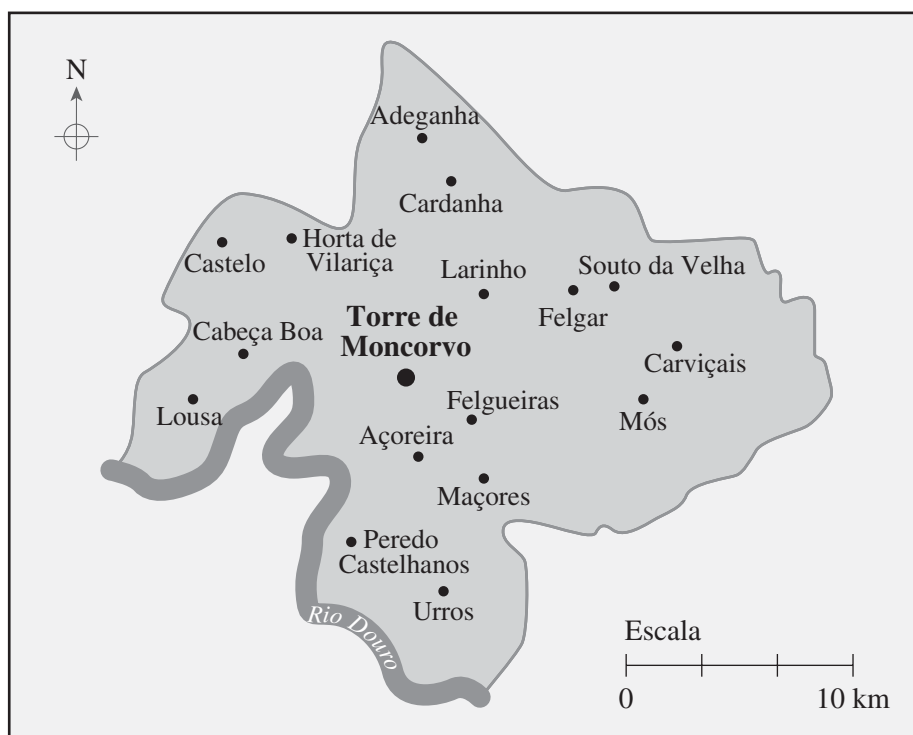 N
Adeganha
Cardanha
Horta de
Vilariça
Castelo
Larinho
Souto da Velha
Felgar
Torre de
Moncorvo
Cabeça Boa
Carviçais
Lousa
Felgueiras
Mós
Açoreira
Maçores
Peredo
Castelhanos
Urros
Rio Douro
Escala
0 10 km